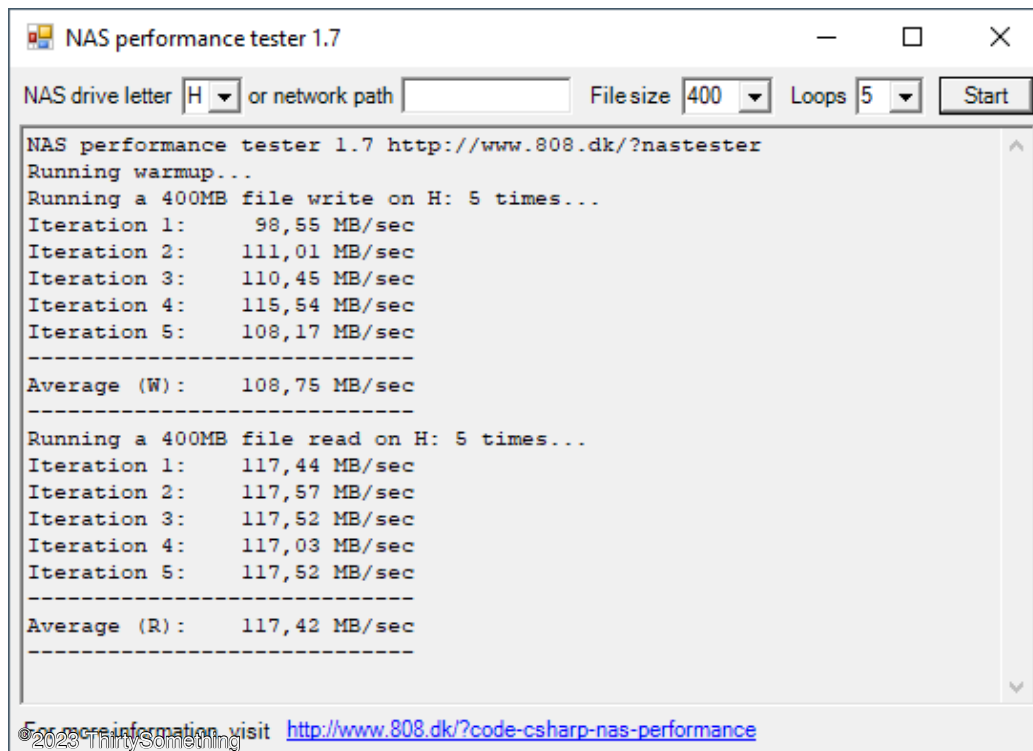 NAS performance tester 1.7
NAS drive letter H or network path File size 400 Loops 5 Start
NAS performance tester 1.7 http://www.808.dk/?nastester
Running warmup...
Running a 400MB file write on H: 5 times...
Iteration 1: 98,55 MB/sec
Iteration 2: 111,01 MB/sec
Iteration 3: 110,45 MB/sec
Iteration 4: 115,54 MB/sec
Iteration 5: 108,17 MB/sec
-----------------------------
Average (W): 108,75 MB/sec
-----------------------------
Running a 400MB file read on H: 5 times...
Iteration 1: 117,44 MB/sec
Iteration 2: 117,57 MB/sec
Iteration 3: 117,52 MB/sec
Iteration 4: 117,03 MB/sec
Iteration 5: 117,52 MB/sec
-----------------------------
Average (R): 117,42 MB/sec
-----------------------------
For more information, visit http://www.808.dk/?code-csharp-nas-performance
©2023 ThirtySomething